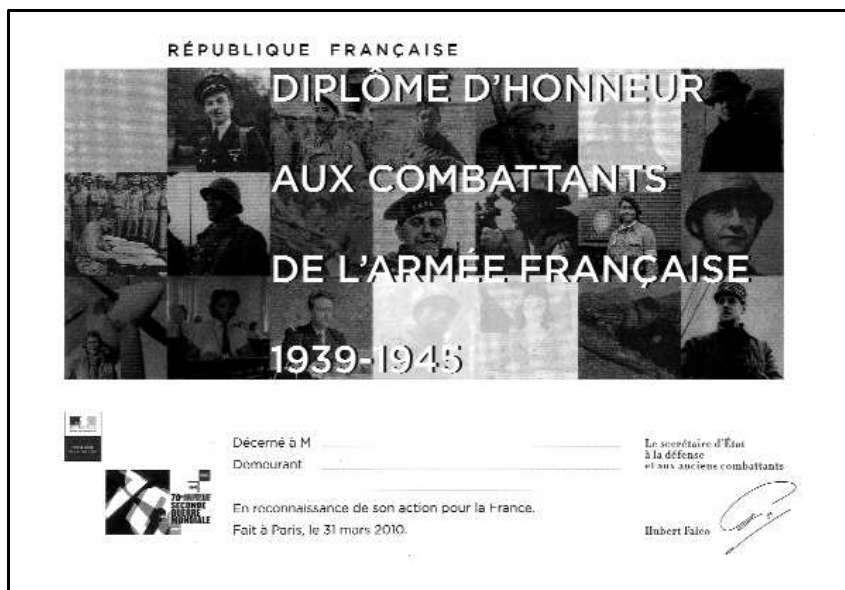 RÉPUBLIQUE FRANÇAISE
DIPLÔME D'HONNEUR
AUX COMBATTANTS
DE L'ARMÉE FRANÇAISE
1939-1945
Décerné à M
Demeurant
En reconnaissance de son action pour la France.
Fait à Paris, le 31 mars 2010.
70e
SECONDE
GUERRE
MONDIALE
Le secrétaire d'État
à la défense
et aux anciens combattants
Hubert Falco